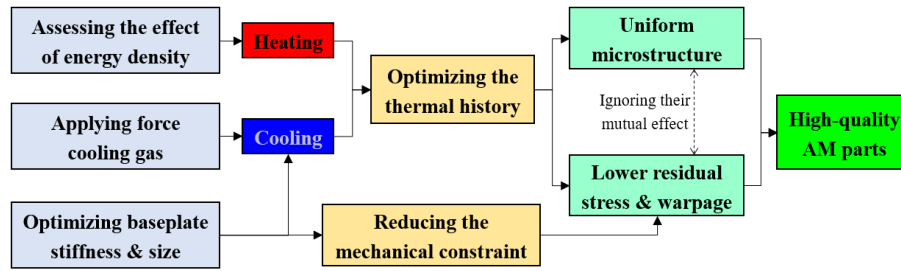 Assessing the effect
of energy density
Heating
Applying force
cooling gas
Cooling
Optimizing baseplate
stiffness & size
Optimizing the
thermal history
Reducing the
mechanical constraint
Uniform
microstructure
Ignoring their
mutual effect
Lower residual
stress & warpage
High-quality
AM parts